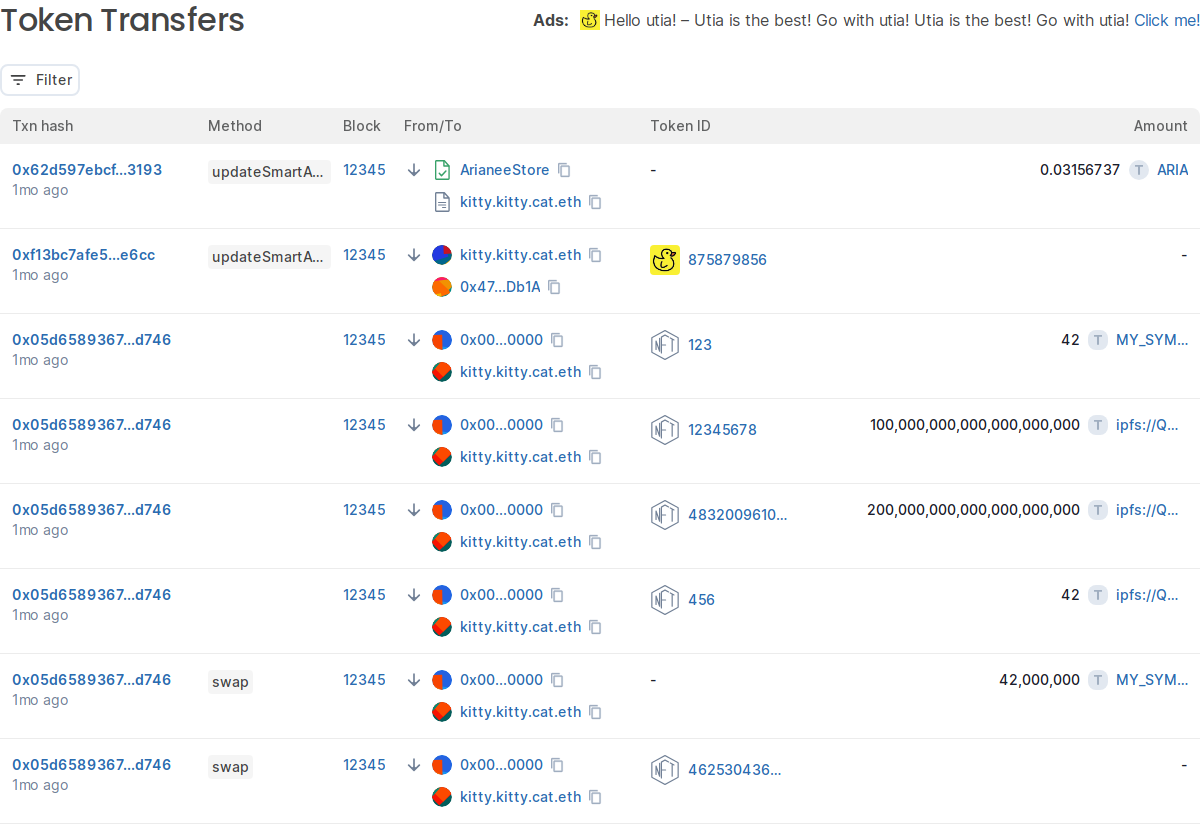 Token Transfers
Ads: Hello utia! – Utia is the best! Go with utia! Utia is the best! Go with utia! Click me!
Filter
Txn hash Method Block From/To Token ID Amount
0x62d597ebcf...3193 updateSmartA... 12345 ArianeeStore - 0.03156737 T ARIA
1mo ago kitty.kitty.cat.eth
0xf13bc7afe5...e6cc updateSmartA... 12345 kitty.kitty.cat.eth 875879856 -
1mo ago 0x47...Db1A
0x05d6589367...d746 12345 0x00...0000 NFT 123 42 T MY_SYM...
1mo ago kitty.kitty.cat.eth
0x05d6589367...d746 12345 0x00...0000 NFT 12345678 100,000,000,000,000,000,000 T ipfs://Q...
1mo ago kitty.kitty.cat.eth
0x05d6589367...d746 12345 0x00...0000 NFT 4832009610... 200,000,000,000,000,000,000 T ipfs://Q...
1mo ago kitty.kitty.cat.eth
0x05d6589367...d746 12345 0x00...0000 NFT 456 42 T ipfs://Q...
1mo ago kitty.kitty.cat.eth
0x05d6589367...d746 swap 12345 0x00...0000 - 42,000,000 T MY_SYM...
1mo ago kitty.kitty.cat.eth
0x05d6589367...d746 swap 12345 0x00...0000 NFT 462530436... -
1mo ago kitty.kitty.cat.eth